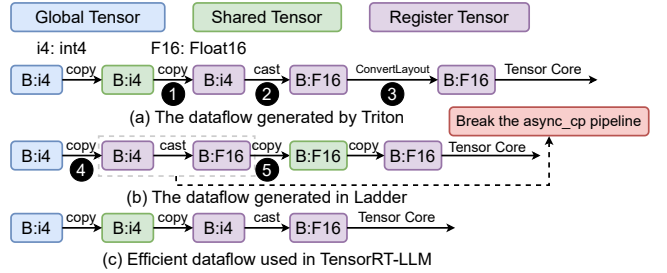 Global Tensor Shared Tensor Register Tensor
i4: int4 F16: Float16
B:i4 copy B:i4 copy B:i4 cast B:F16 ConvertLayout B:F16 Tensor Core
1 2 3
(a) The dataflow generated by Triton
Break the async_cp pipeline
B:i4 copy B:i4 cast B:F16 copy B:F16 copy B:F16 Tensor Core
4 5
(b) The dataflow generated in Ladder
B:i4 copy B:i4 copy B:i4 cast B:F16 Tensor Core
(c) Efficient dataflow used in TensorRT-LLM